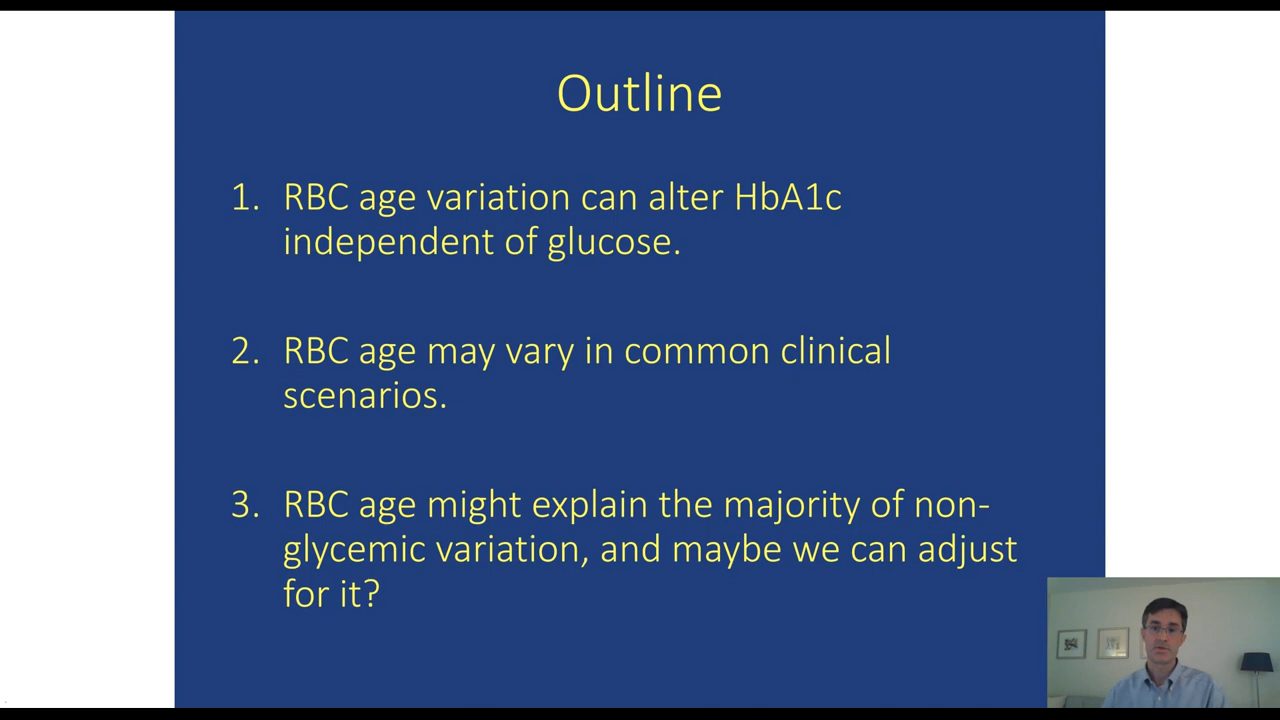 Outline
1. RBC age variation can alter HbA1c
independent of glucose.
2. RBC age may vary in common clinical
scenarios.
3. RBC age might explain the majority of non-
glycemic variation, and maybe we can adjust
for it?